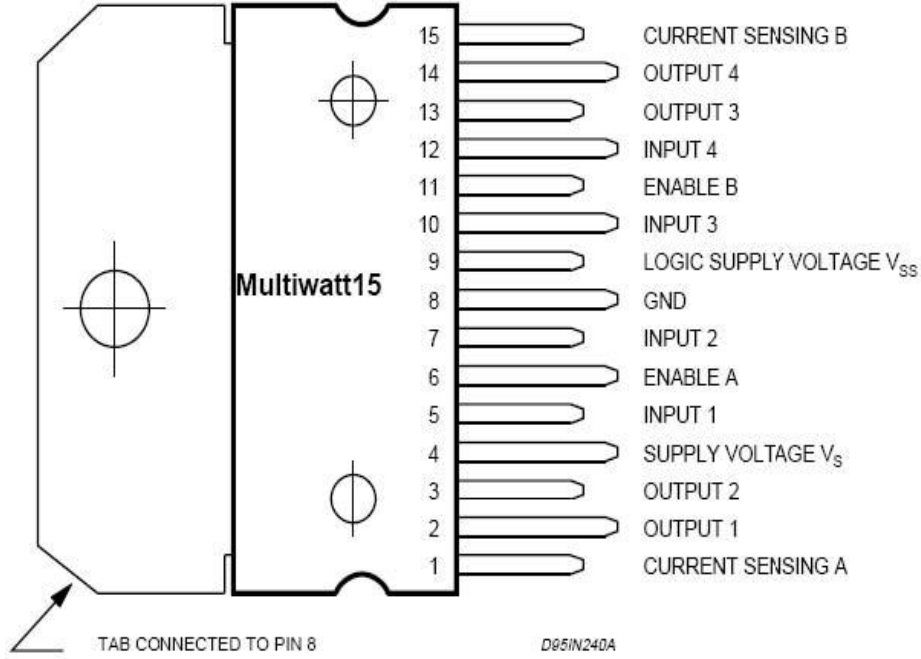 15 CURRENT SENSING B
14 OUTPUT 4
13 OUTPUT 3
12 INPUT 4
11 ENABLE B
10 INPUT 3
9 LOGIC SUPPLY VOLTAGE VSS
Multiwatt15
8 GND
7 INPUT 2
6 ENABLE A
5 INPUT 1
4 SUPPLY VOLTAGE VS
3 OUTPUT 2
2 OUTPUT 1
1 CURRENT SENSING A
TAB CONNECTED TO PIN 8
D95IN240A